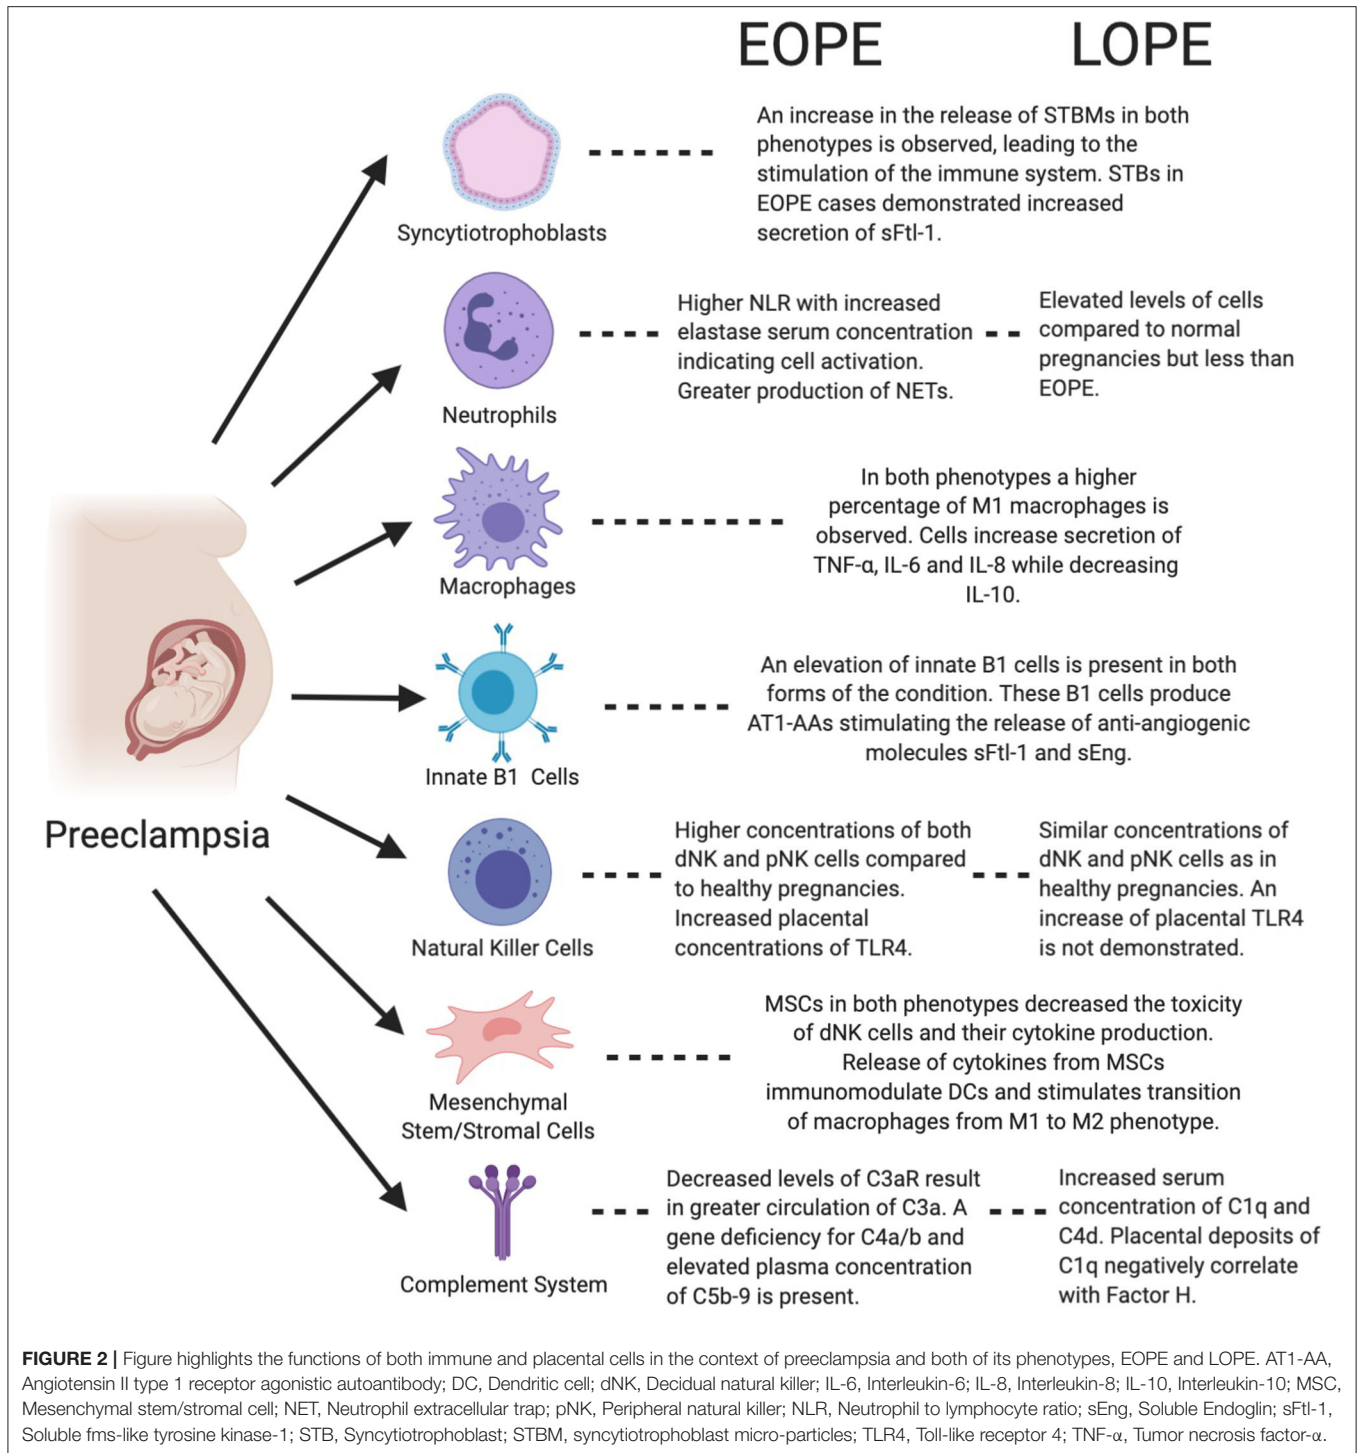 EOPE
LOPE
An increase in the release of STBMs in both
phenotypes is observed, leading to the
stimulation of the immune system. STBs in
EOPE cases demonstrated increased
secretion of sFtl-1.
Syncytiotrophoblasts
Higher NLR with increased
elastase serum concentration
indicating cell activation.
Greater production of NETs.
Elevated levels of cells
compared to normal
pregnancies but less than
EOPE.
Neutrophils
In both phenotypes a higher
percentage of M1 macrophages is
observed. Cells increase secretion of
TNF-α, IL-6 and IL-8 while decreasing
IL-10.
Macrophages
An elevation of innate B1 cells is present in both
forms of the condition. These B1 cells produce
AT1-AAs stimulating the release of anti-angiogenic
molecules sFtl-1 and sEng.
Innate B1 Cells
Preeclampsia
Higher concentrations of both
dNK and pNK cells compared
to healthy pregnancies.
Increased placental
concentrations of TLR4.
Similar concentrations of
dNK and pNK cells as in
healthy pregnancies. An
increase of placental TLR4
is not demonstrated.
Natural Killer Cells
MSCs in both phenotypes decreased the toxicity
of dNK cells and their cytokine production.
Release of cytokines from MSCs
immunomodulate DCs and stimulates transition
of macrophages from M1 to M2 phenotype.
Mesenchymal
Stem/Stromal Cells
Decreased levels of C3aR result
in greater circulation of C3a. A
gene deficiency for C4a/b and
elevated plasma concentration
of C5b-9 is present.
Increased serum
concentration of C1q and
C4d. Placental deposits of
C1q negatively correlate
with Factor H.
Complement System
FIGURE 2 | Figure highlights the functions of both immune and placental cells in the context of preeclampsia and both of its phenotypes, EOPE and LOPE. AT1-AA,
Angiotensin II type 1 receptor agonistic autoantibody; DC, Dendritic cell; dNK, Decidual natural killer; IL-6, Interleukin-6; IL-8, Interleukin-8; IL-10, Interleukin-10; MSC,
Mesenchymal stem/stromal cell; NET, Neutrophil extracellular trap; pNK, Peripheral natural killer; NLR, Neutrophil to lymphocyte ratio; sEng, Soluble Endoglin; sFtl-1,
Soluble fms-like tyrosine kinase-1; STB, Syncytiotrophoblast; STBM, syncytiotrophoblast micro-particles; TLR4, Toll-like receptor 4; TNF-α, Tumor necrosis factor-α.